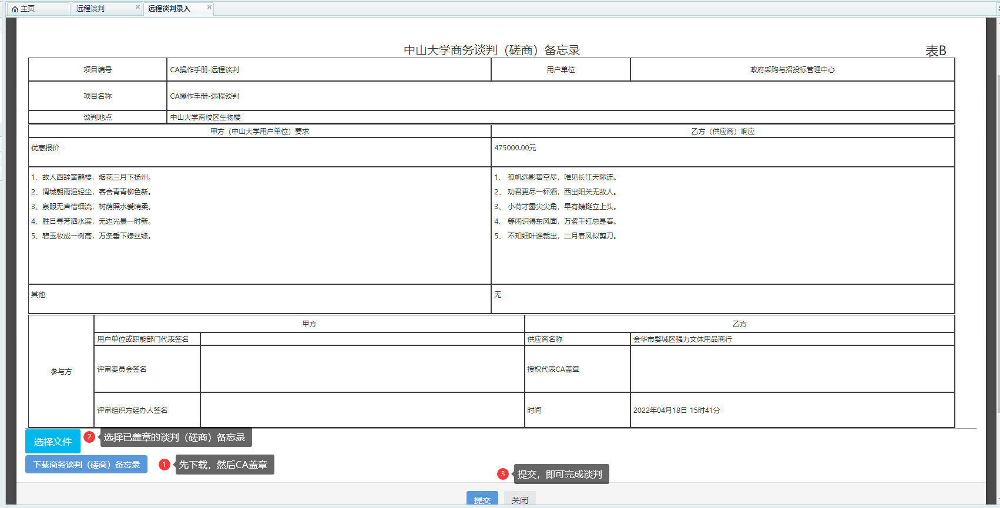 主页 远程谈判 远程谈判录入
中山大学商务谈判（磋商）备忘录 表B
项目编号 CA操作手册-远程谈判 用户单位 政府采购与招投标管理中心
项目名称 CA操作手册-远程谈判
谈判地点 中山大学南校区生物楼
甲方（中山大学用户单位）要求 乙方（供应商）响应
优惠报价 475000.00元
1、故人西辞黄鹤楼，烟花三月下扬州。
2、渭城朝雨浥轻尘，客舍青青柳色新。
3、泉眼无声惜细流，树荫照水爱晴柔。
4、胜日寻芳泗水滨，无边光景一时新。
5、碧玉妆成一树高，万条垂下绿丝绦。
1、 孤帆远影碧空尽，唯见长江天际流。
2、 劝君更尽一杯酒，西出阳关无故人。
3、 小荷才露尖尖角，早有蜻蜓立上头。
4、 等闲识得东风面，万紫千红总是春。
5、 不知细叶谁裁出，二月春风似剪刀。
其他 无
参与方
甲方 乙方
用户单位或职能部门代表签名 供应商名称 金华市婺城区强力文体用品商行
评审委员会签名 授权代表CA盖章
评审组织方经办人签名 时间 2022年04月18日 15时41分
选择文件 2 选择已盖章的谈判（磋商）备忘录
下载商务谈判（磋商）备忘录 1 先下载，然后CA盖章
3 提交，即可完成谈判
提交 关闭